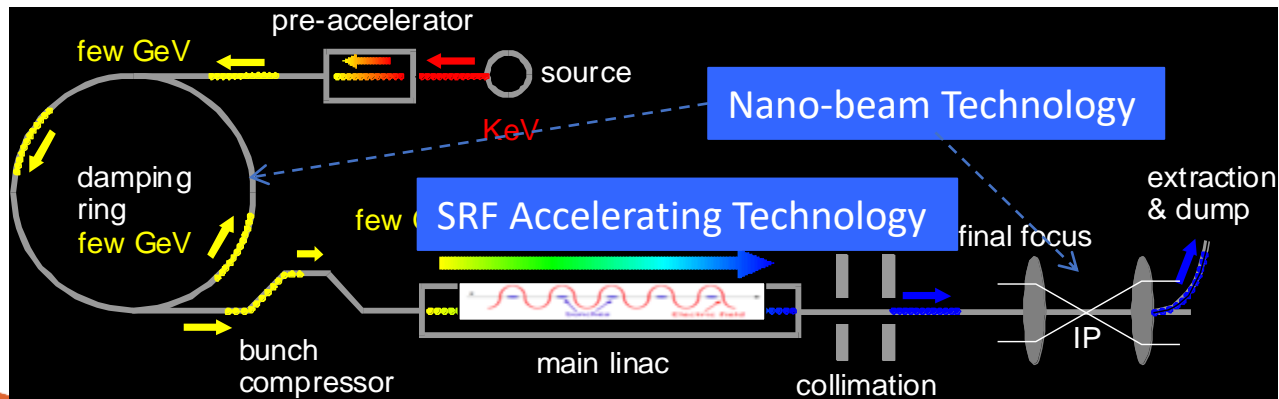 pre-accelerator
few GeV
source
KeV
Nano-beam Technology
damping
ring
few GeV
extraction
& dump
few
SRF Accelerating Technology
final focus
IP
bunch
compressor
main linac
collimation